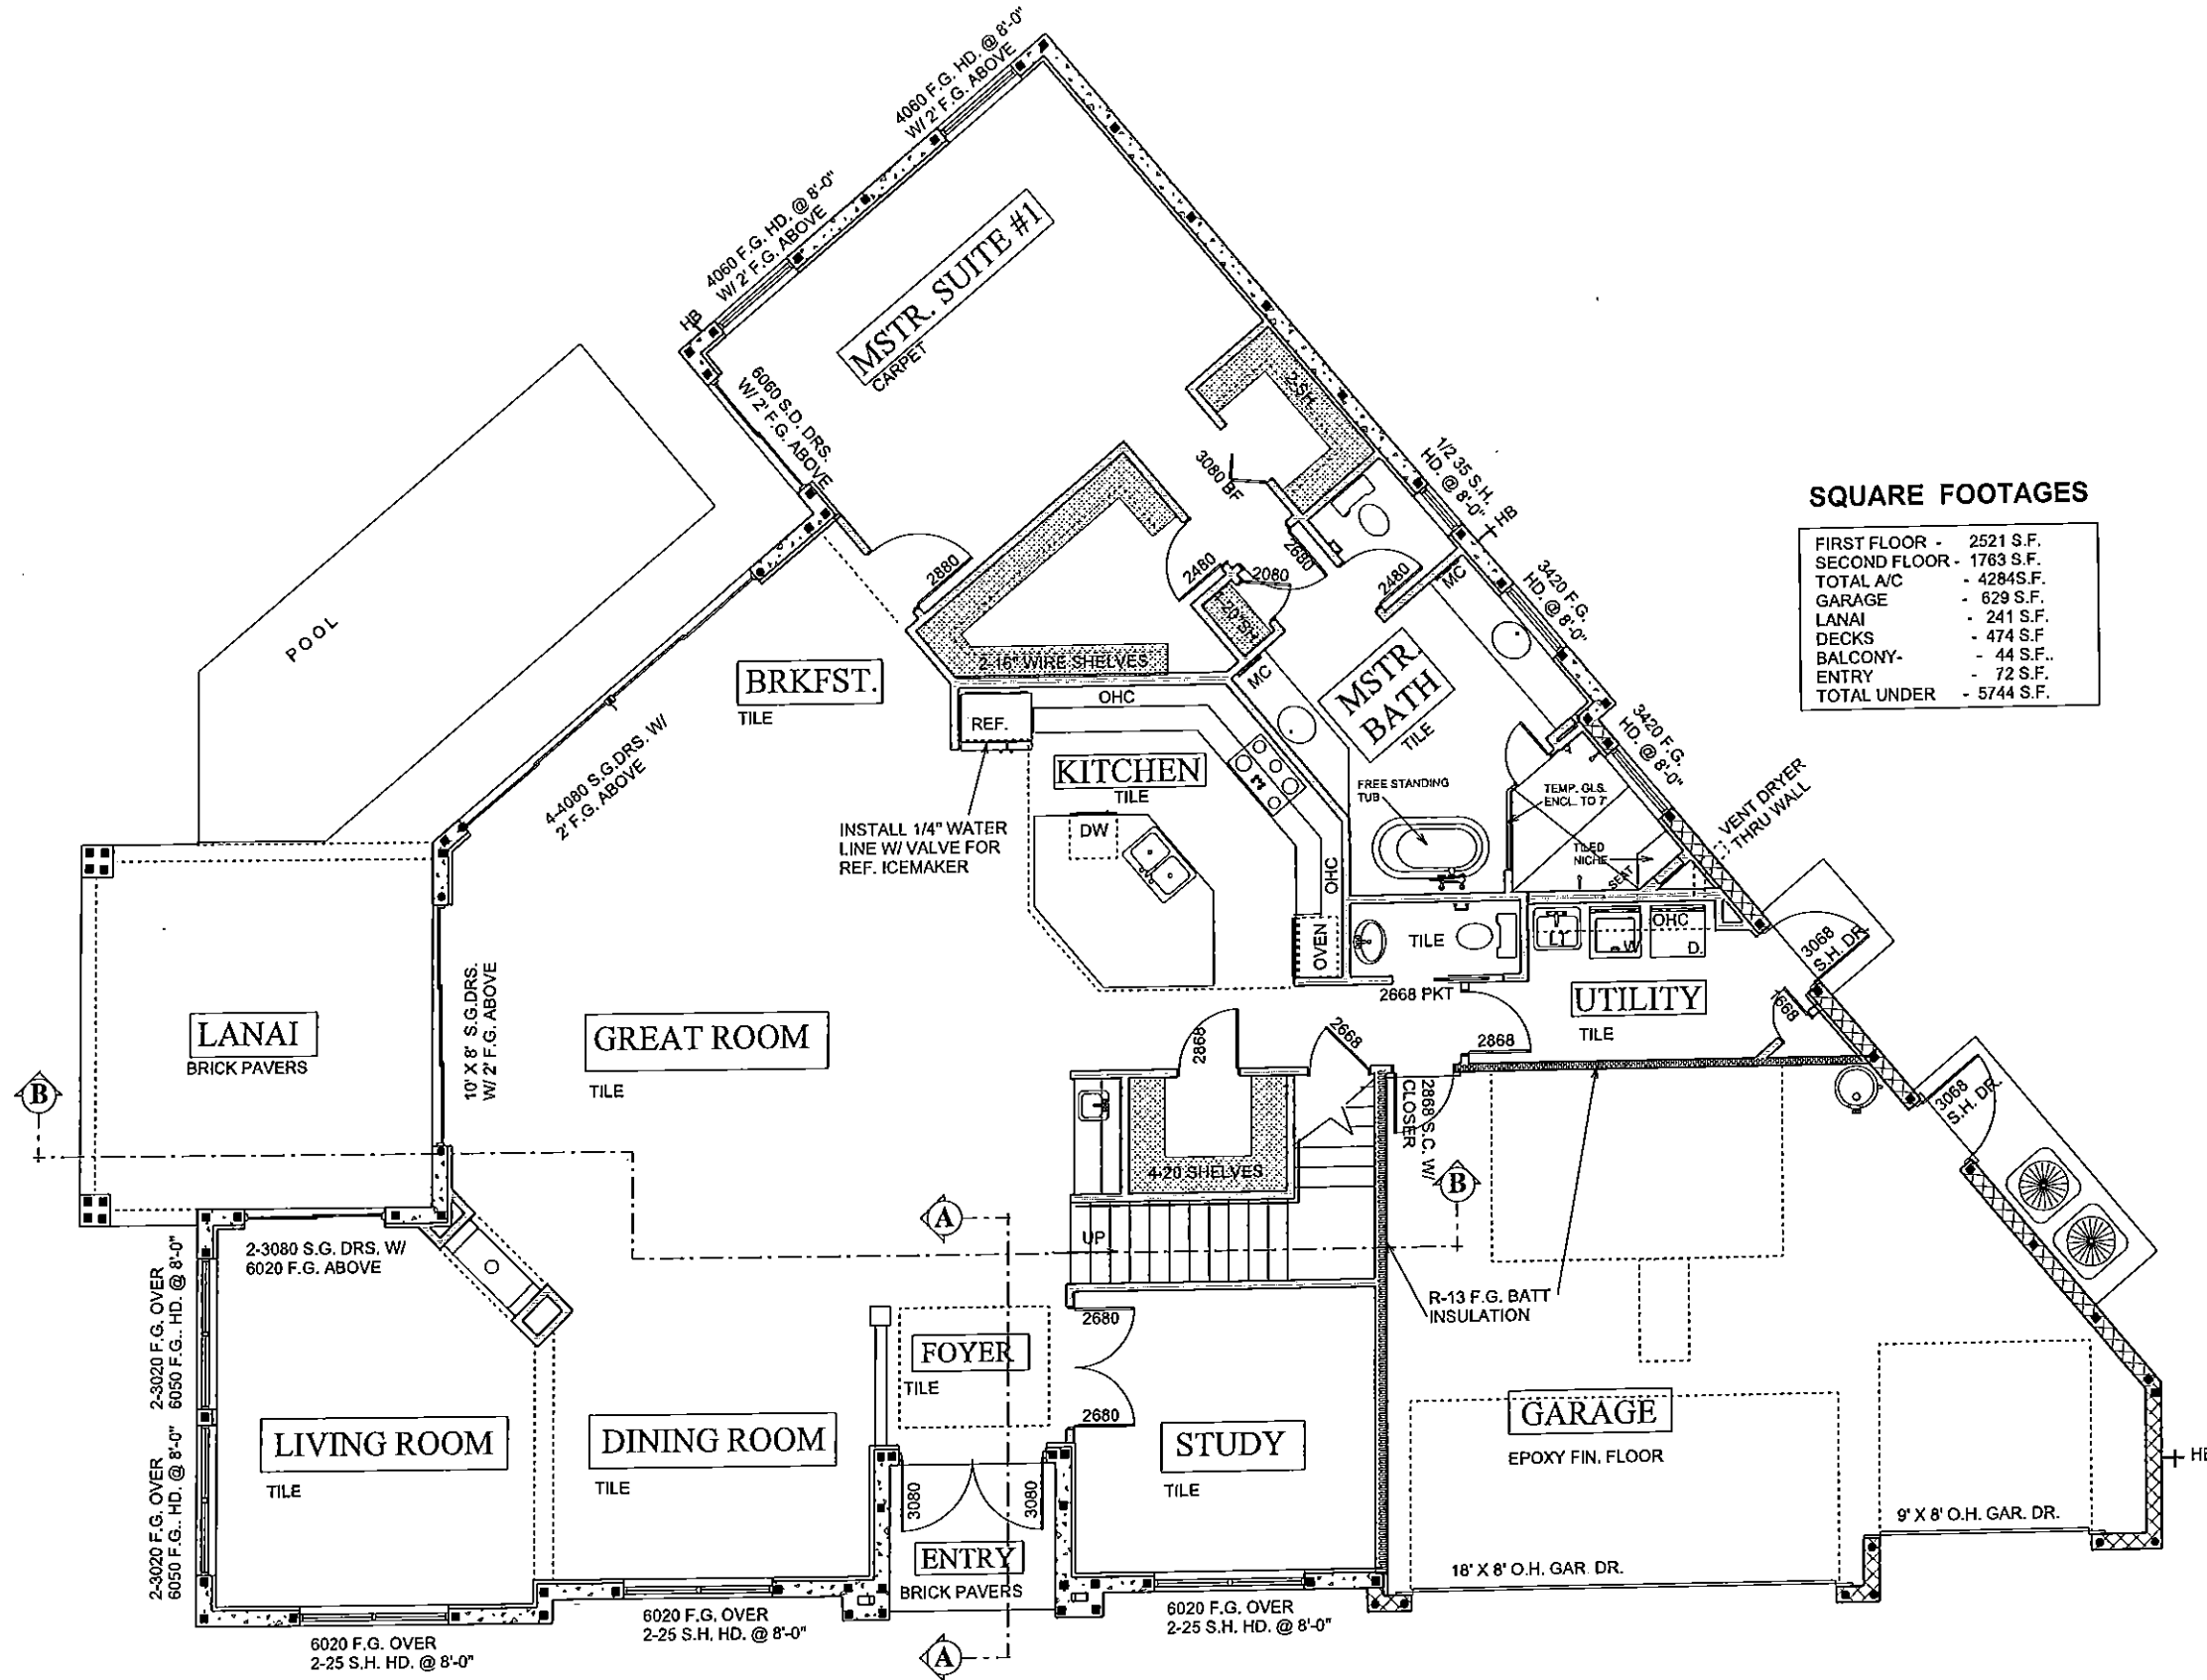 4060 F.G. HD. @ 8'-0"
W/ 2' F.G. ABOVE
4060 F.G. HD. @ 8'-0"
W/ 2' F.G. ABOVE
HB
MSTR. SUITE #1
CARPET
6060 S.D. DRS.
W/ 2' F.G. ABOVE
2-SH
3080 BF
1/2 35 S.H.
HD. @ 8'-0"
HB
SQUARE FOOTAGES
FIRST FLOOR - 2521 S.F.
SECOND FLOOR - 1763 S.F.
TOTAL A/C - 4284S.F.
GARAGE - 629 S.F.
LANAI - 241 S.F.
DECKS - 474 S.F
BALCONY- - 44 S.F..
ENTRY - 72 S.F.
TOTAL UNDER - 5744 S.F.
2880
2480
2080
2680
2480
MC
3420 F.G.
HD. @ 8'-0"
POOL
20" SH
2-16" WIRE SHELVES
BRKFST.
TILE
4-4080 S.G.DRS. W/
2' F.G. ABOVE
REF.
OHC
MC
MSTR.
BATH
TILE
3420 F.G.
HD. @ 8'-0"
KITCHEN
TILE
FREE STANDING
TUB
TEMP. GLS.
ENCL. TO 7'
TILED
NICHE
SEAT
VENT DRYER
THRU WALL
INSTALL 1/4" WATER
LINE W/ VALVE FOR
REF. ICEMAKER
DW
OHC
OVEN
TILE
LT
W
OHC
D.
3068
S.H. DR.
2668 PKT
UTILITY
TILE
1668
LANAI
BRICK PAVERS
10' X 8' S.G.DRS.
W/ 2' F.G. ABOVE
GREAT ROOM
TILE
2868
2668
2868
2868 S.C. W/
CLOSER
3068
S.H. DR.
B
4-20 SHELVES
B
A
UP
2-3080 S.G. DRS. W/
6020 F.G. ABOVE
R-13 F.G. BATT
INSULATION
2-3020 F.G. OVER
6050 F.G.. HD. @ 8'-0"
2680
FOYER
TILE
2680
2-3020 F.G. OVER
6050 F.G.. HD. @ 8'-0"
LIVING ROOM
TILE
DINING ROOM
TILE
STUDY
TILE
GARAGE
EPOXY FIN. FLOOR
3080
3080
9' X 8' O.H. GAR. DR.
18' X 8' O.H. GAR. DR.
ENTRY
BRICK PAVERS
6020 F.G. OVER
2-25 S.H. HD. @ 8'-0"
6020 F.G. OVER
2-25 S.H. HD. @ 8'-0"
6020 F.G. OVER
2-25 S.H. HD. @ 8'-0"
A